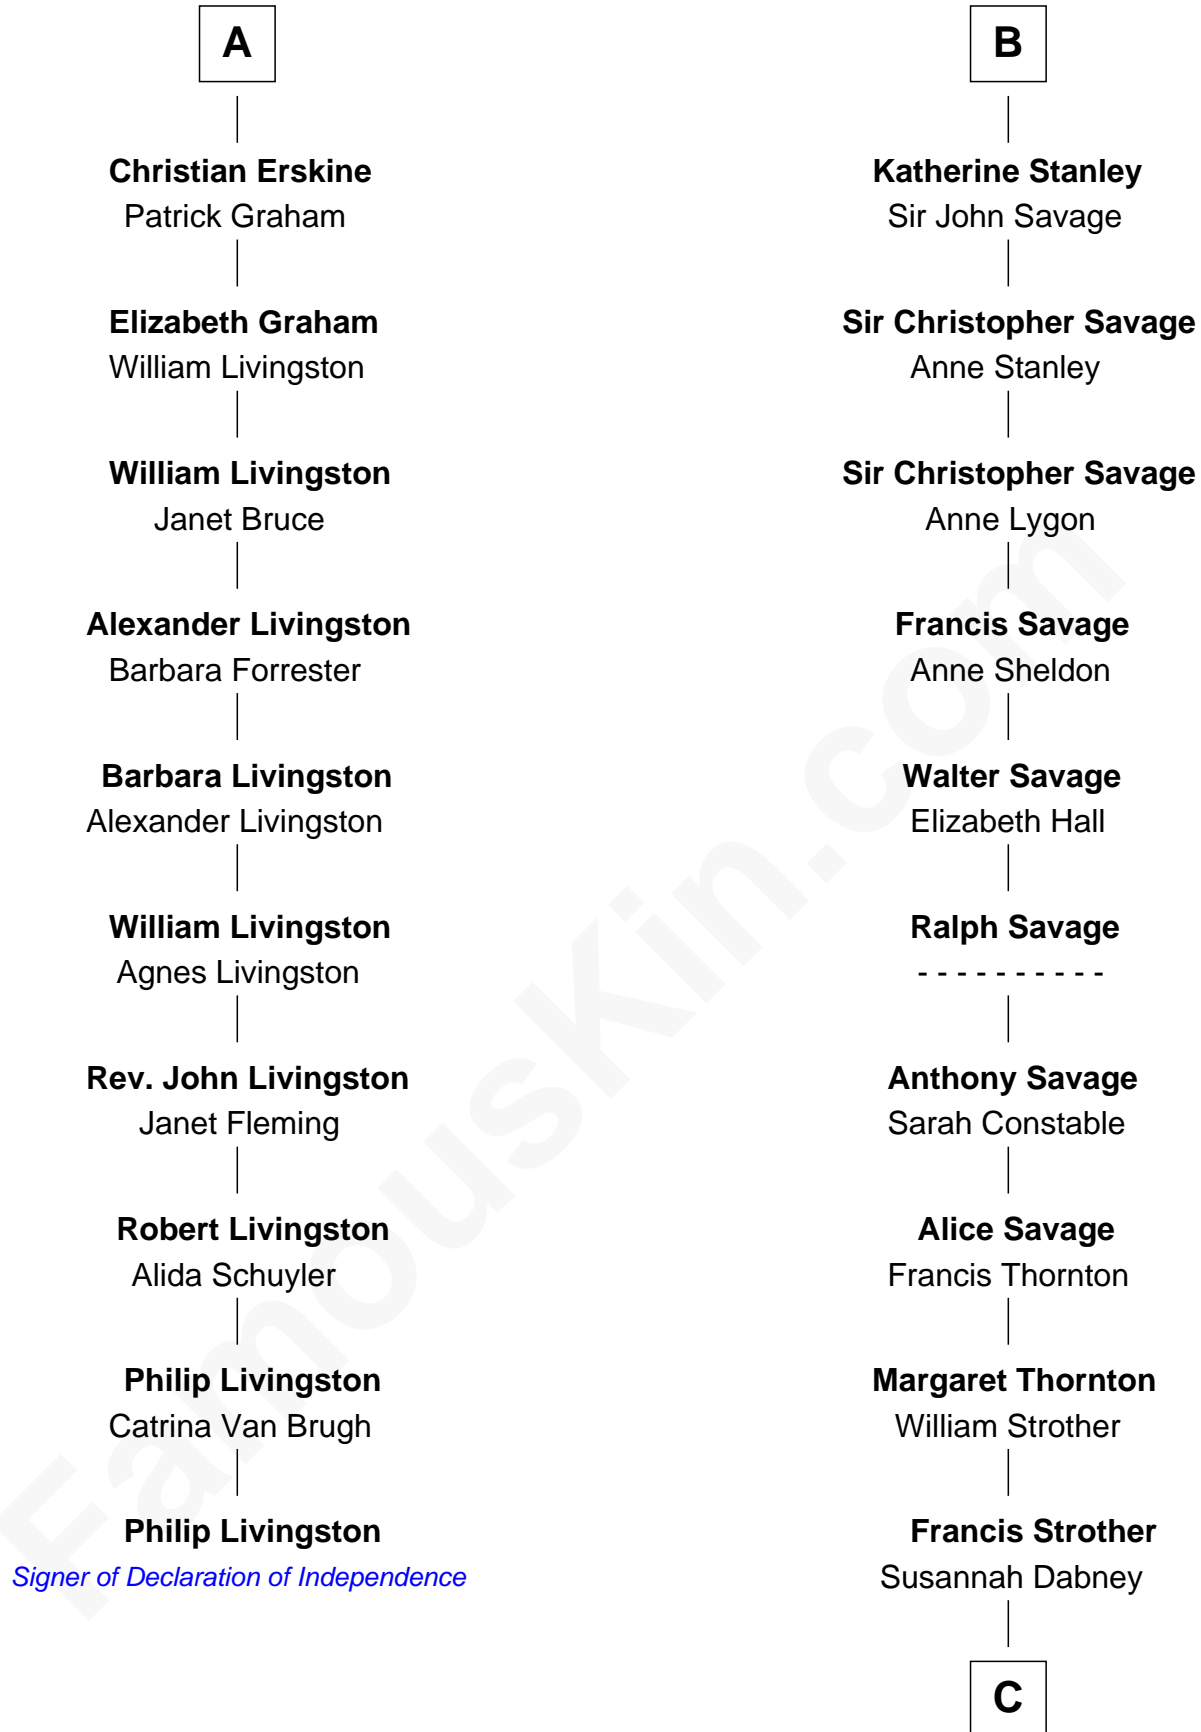 A
Christian Erskine
Patrick Graham
Elizabeth Graham
William Livingston
William Livingston
Janet Bruce
Alexander Livingston
Barbara Forrester
Barbara Livingston
Alexander Livingston
William Livingston
Agnes Livingston
Rev. John Livingston
Janet Fleming
Robert Livingston
Alida Schuyler
Philip Livingston
Catrina Van Brugh
Philip Livingston
Signer of Declaration of Independence
B
Katherine Stanley
Sir John Savage
Sir Christopher Savage
Anne Stanley
Sir Christopher Savage
Anne Lygon
Francis Savage
Anne Sheldon
Walter Savage
Elizabeth Hall
Ralph Savage
- - - - - - - - - -
Anthony Savage
Sarah Constable
Alice Savage
Francis Thornton
Margaret Thornton
William Strother
Francis Strother
Susannah Dabney
C
FamousKin.com